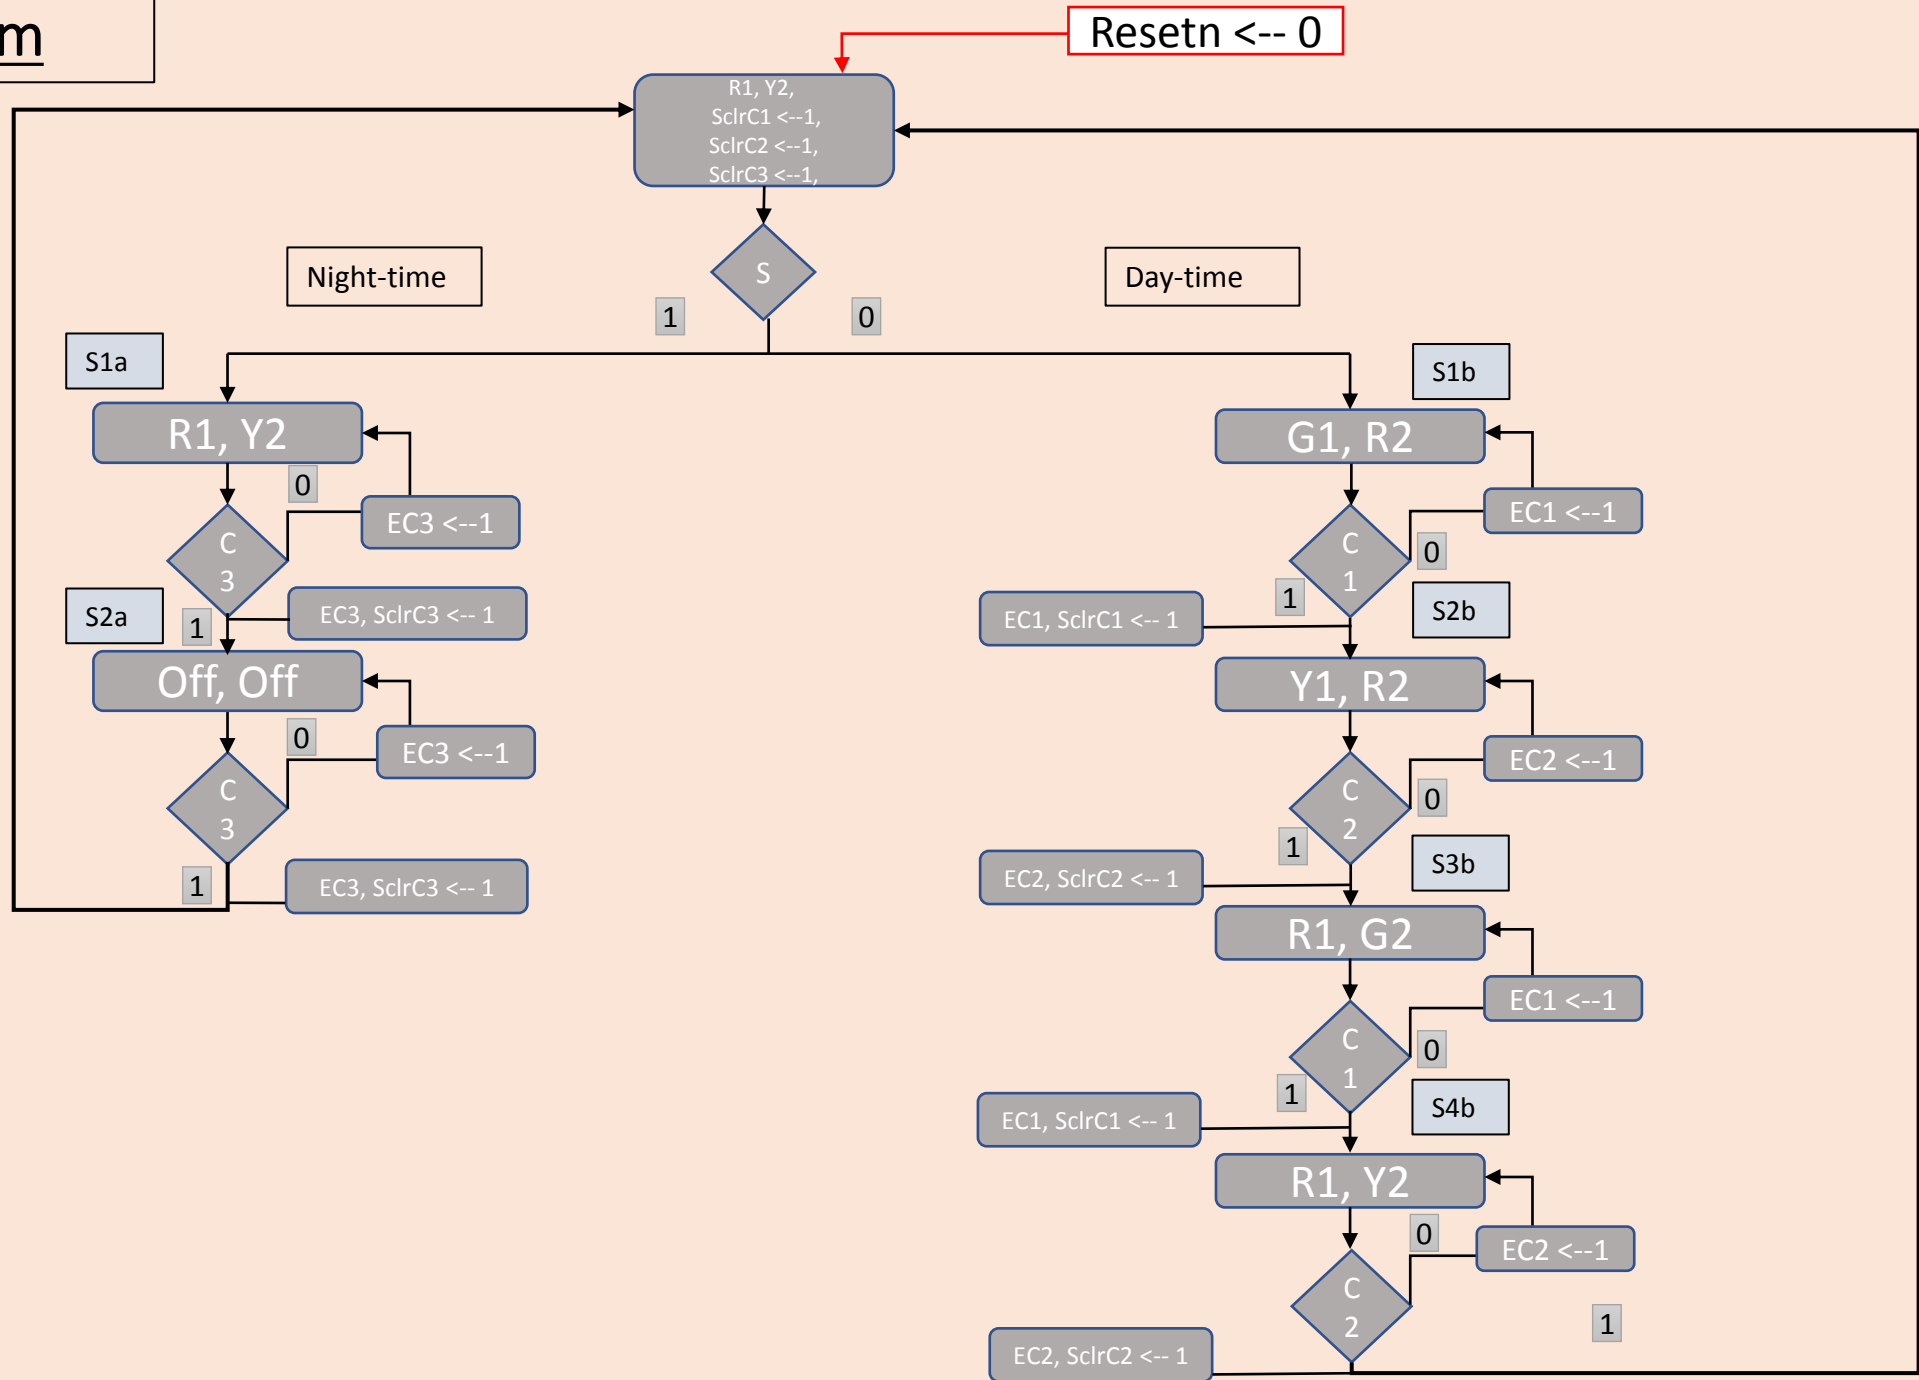 m
Resetn <-- 0
R1, Y2,
SclrC1 <--1,
SclrC2 <--1,
SclrC3 <--1,
S
Night-time
Day-time
1
0
S1a
S1b
R1, Y2
G1, R2
0
EC3 <--1
EC1 <--1
C
3
C
1
0
S2a
1
EC3, SclrC3 <-- 1
1
EC1, SclrC1 <-- 1
S2b
Off, Off
Y1, R2
0
EC3 <--1
EC2 <--1
C
3
C
2
0
1
EC3, SclrC3 <-- 1
1
EC2, SclrC2 <-- 1
S3b
R1, G2
EC1 <--1
C
1
0
1
EC1, SclrC1 <-- 1
S4b
R1, Y2
0
EC2 <--1
C
2
1
EC2, SclrC2 <-- 1